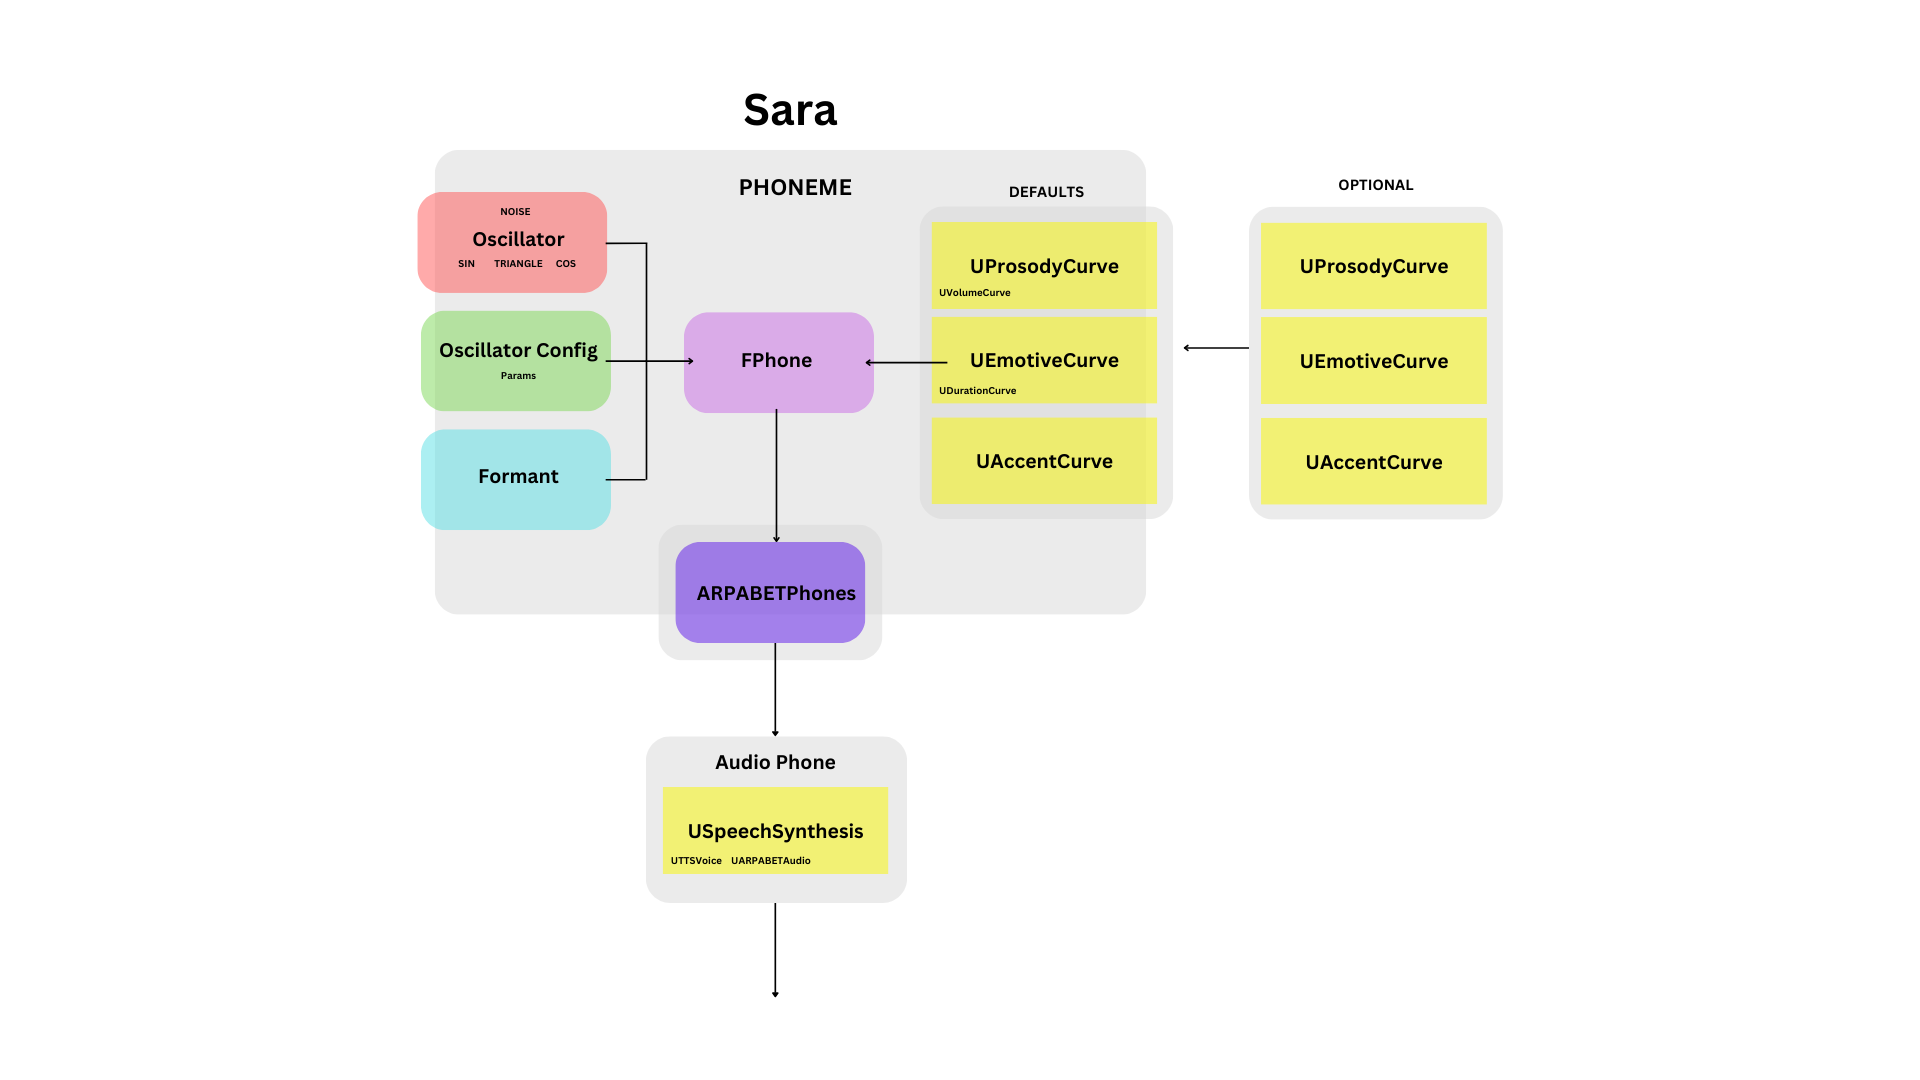 Sara
PHONEME
DEFAULTS
OPTIONAL
NOISE
Oscillator
SIN TRIANGLE COS
Oscillator Config
Params
Formant
FPhone
UProsodyCurve
UVolumeCurve
UEmotiveCurve
UDurationCurve
UAccentCurve
UProsodyCurve
UEmotiveCurve
UAccentCurve
ARPABETPhones
Audio Phone
USpeechSynthesis
UTTSVoice UARPABETAudio